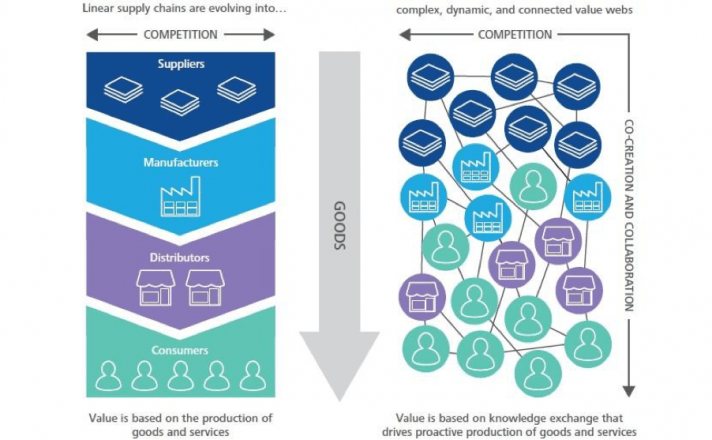 Linear supply chains are evolving into...
COMPETITION
Suppliers
Manufacturers
Distributors
Consumers
Value is based on the production of
goods and services
GOODS
complex, dynamic, and connected value webs
COMPETITION
CO-CREATION AND COLLABORATION
Value is based on knowledge exchange that
drives proactive production of goods and services